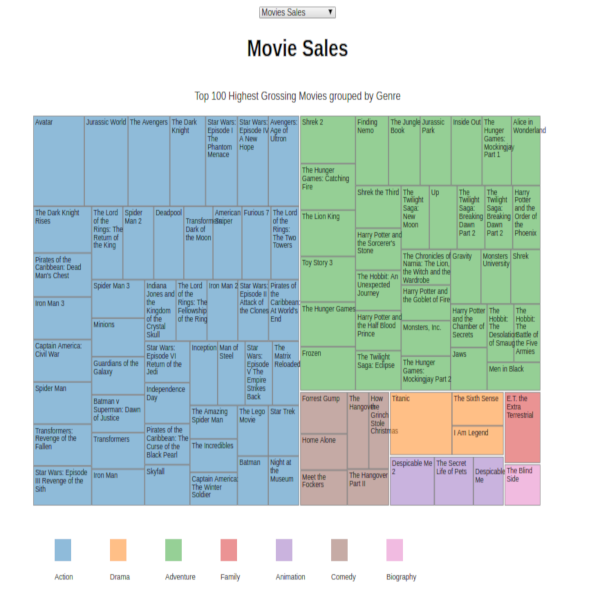 Movies Sales
Movie Sales
Top 100 Highest Grossing Movies grouped by Genre
Avatar
Jurassic World
The Avengers
The Dark
Knight
Star Wars:
Episode I
The
Phantom
Menace
Star Wars:
Episode IV
A New
Hope
Avengers:
Age of
Ultron
The Dark Knight
Rises
The Lord
of the
Rings: The
Return of
the King
Spider
Man 2
Deadpool
Transformers:
Dark of
the Moon
American
Sniper
Furious 7
The Lord
of the
Rings:
The Two
Towers
Pirates of the
Caribbean: Dead
Man's Chest
Iron Man 3
Captain America:
Civil War
Spider Man
Transformers:
Revenge of the
Fallen
Star Wars: Episode
III Revenge of the
Sith
Spider Man 3
Minions
Guardians of the
Galaxy
Batman v
Superman: Dawn
of Justice
Transformers
Iron Man
Indiana
Jones and
the
Kingdom
of the
Crystal
Skull
The Lord
of the
Rings: The
Fellowship
of the Ring
Iron Man 2
Star Wars:
Episode II
Attack of
the Clones
Pirates of
the
Caribbean:
At World's
End
Star Wars:
Episode VI
Return of the
Jedi
Independence
Day
Pirates of the
Caribbean: The
Curse of the
Black Pearl
Skyfall
Inception
Man of
Steel
Star
Wars:
Episode
V The
Empire
Strikes
Back
The
Matrix
Reloaded
The Amazing
Spider Man
The Incredibles
Captain America:
The Winter
Soldier
The Lego
Movie
Star Trek
Batman
Night at
the
Museum
Shrek 2
The Hunger
Games: Catching
Fire
The Lion King
Toy Story 3
The Hunger Games
Frozen
Finding
Nemo
The Jungle
Book
Jurassic
Park
Inside Out
The
Hunger
Games:
Mockingjay
Part 1
Alice in
Wonderland
Shrek the Third
Harry Potter and
the Sorcerer's
Stone
The Hobbit: An
Unexpected
Journey
Harry Potter and
the Half Blood
Prince
The Twilight
Saga: Eclipse
The
Twilight
Saga:
New
Moon
Up
The
Twilight
Saga:
Breaking
Dawn
Part 2
The
Twilight
Saga:
Breaking
Dawn
Part 2
Harry
Potter
and the
Order of
the
Phoenix
The Chronicles of
Narnia: The Lion,
the Witch and the
Wardrobe
Harry Potter and
the Goblet of Fire
Monsters, Inc.
The Hunger
Games:
Mockingjay Part 2
Gravity
Monsters
University
Shrek
Harry Potter
and the
Chamber of
Secrets
Jaws
The
Hobbit:
The
Desolation
of Smaug
The
Hobbit:
The
Battle of
the Five
Armies
Men in Black
Forrest Gump
Home Alone
Meet the
Fockers
The
Hangover
How
the
Grinch
Stole
Christmas
The Hangover
Part II
Titanic
The Sixth Sense
I Am Legend
E.T. the
Extra
Terrestrial
Despicable Me
2
The Secret
Life of Pets
Despicable
Me
The Blind
Side
Action
Drama
Adventure
Family
Animation
Comedy
Biography